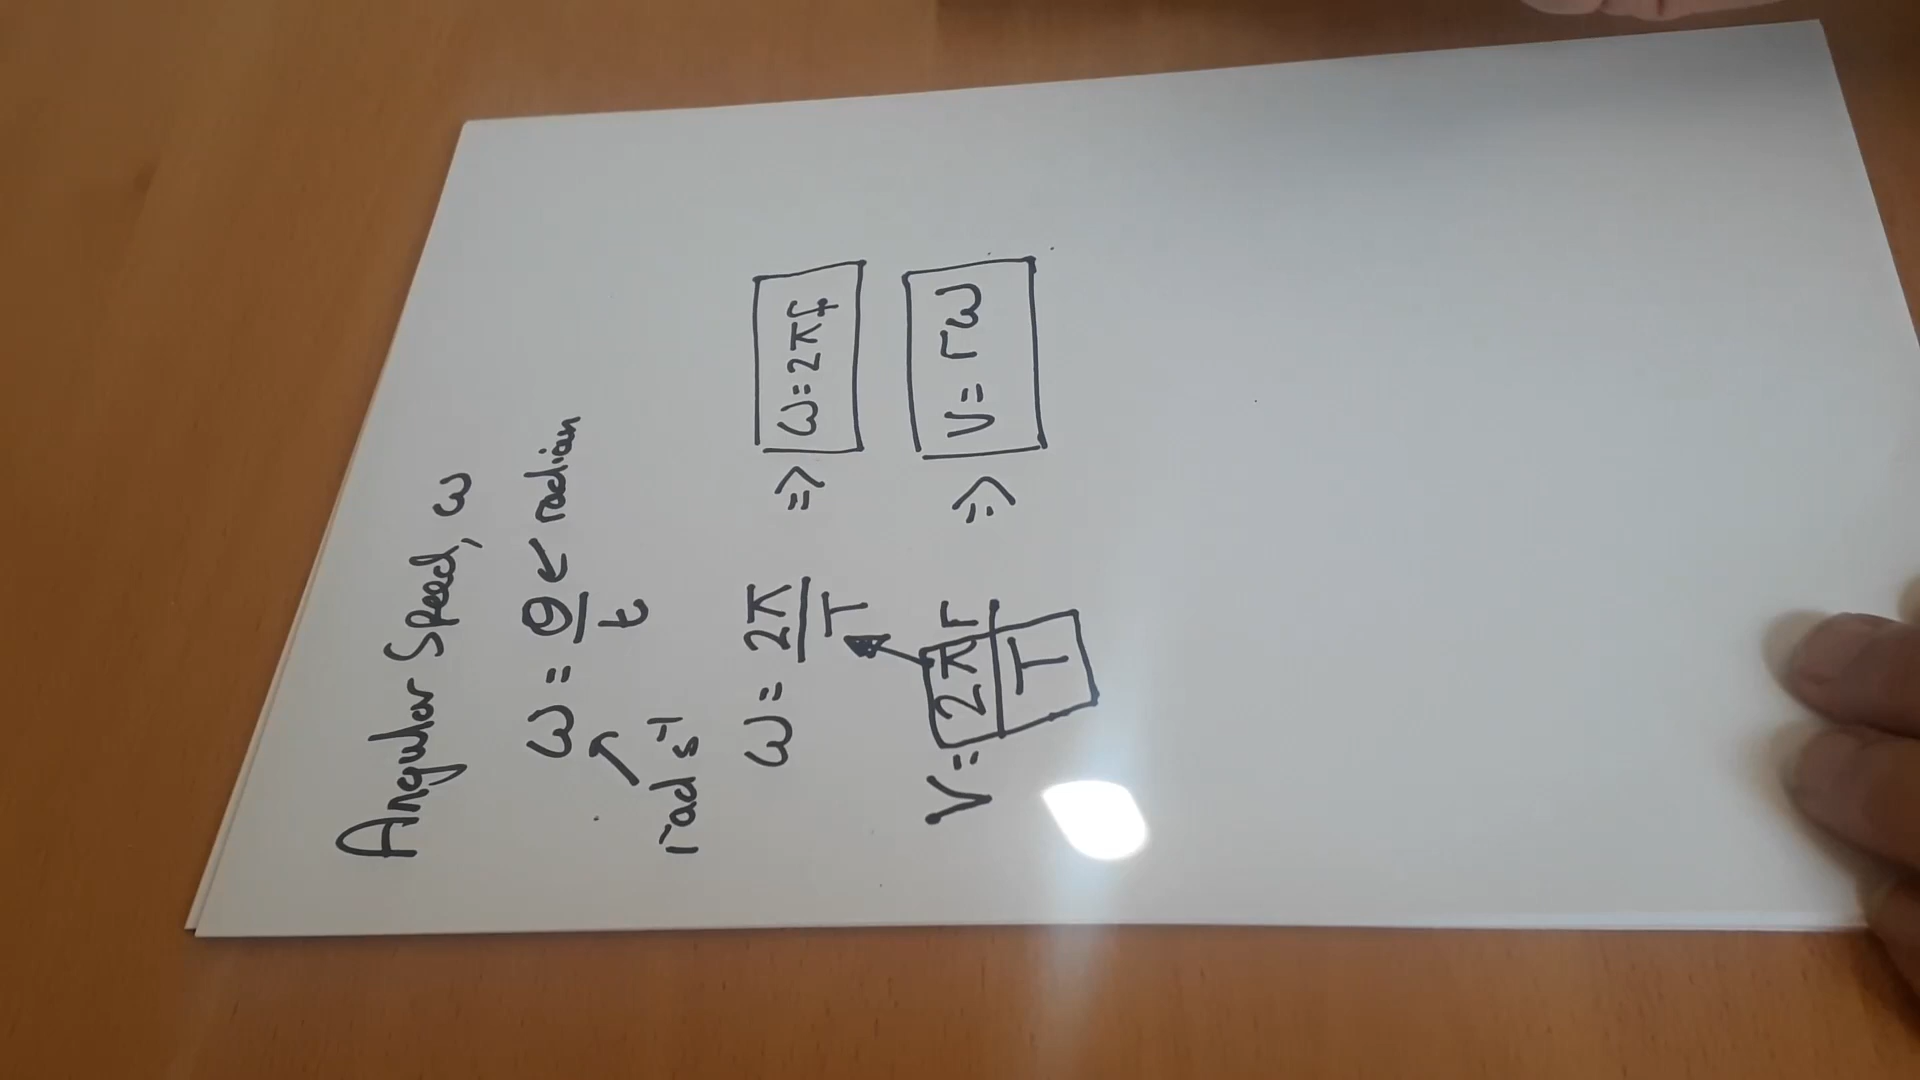 Angular Speed, ω
ω = θ/t ← radian
rad s⁻¹
ω = 2π/T => ω = 2πf
V = 2πr/T => V = rω